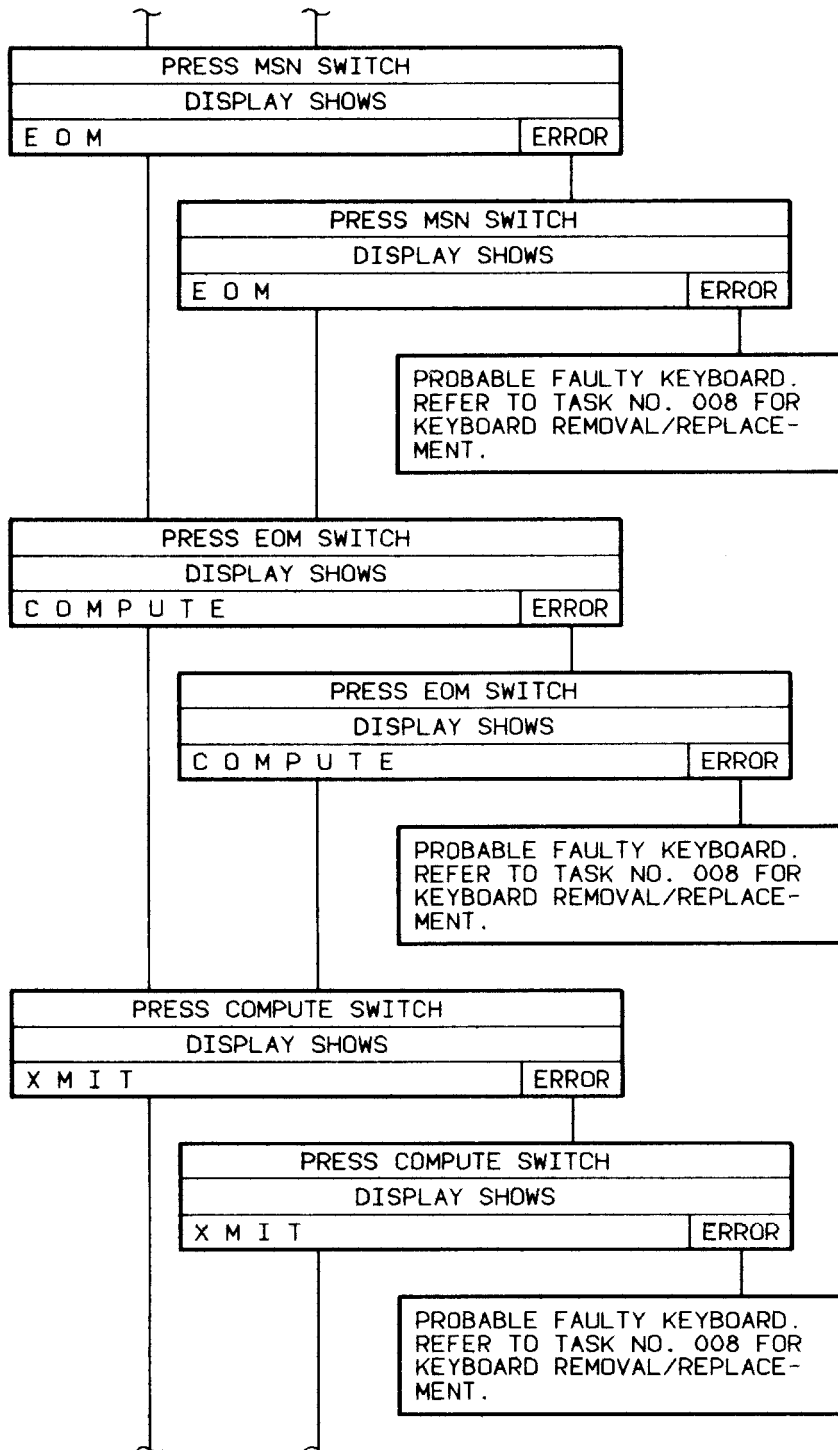 PRESS MSN SWITCH
DISPLAY SHOWS
E O M ERROR
PRESS MSN SWITCH
DISPLAY SHOWS
E O M ERROR
PROBABLE FAULTY KEYBOARD.
REFER TO TASK NO. 008 FOR
KEYBOARD REMOVAL/REPLACE-
MENT.
PRESS EOM SWITCH
DISPLAY SHOWS
C O M P U T E ERROR
PRESS EOM SWITCH
DISPLAY SHOWS
C O M P U T E ERROR
PROBABLE FAULTY KEYBOARD.
REFER TO TASK NO. 008 FOR
KEYBOARD REMOVAL/REPLACE-
MENT.
PRESS COMPUTE SWITCH
DISPLAY SHOWS
X M I T ERROR
PRESS COMPUTE SWITCH
DISPLAY SHOWS
X M I T ERROR
PROBABLE FAULTY KEYBOARD.
REFER TO TASK NO. 008 FOR
KEYBOARD REMOVAL/REPLACE-
MENT.